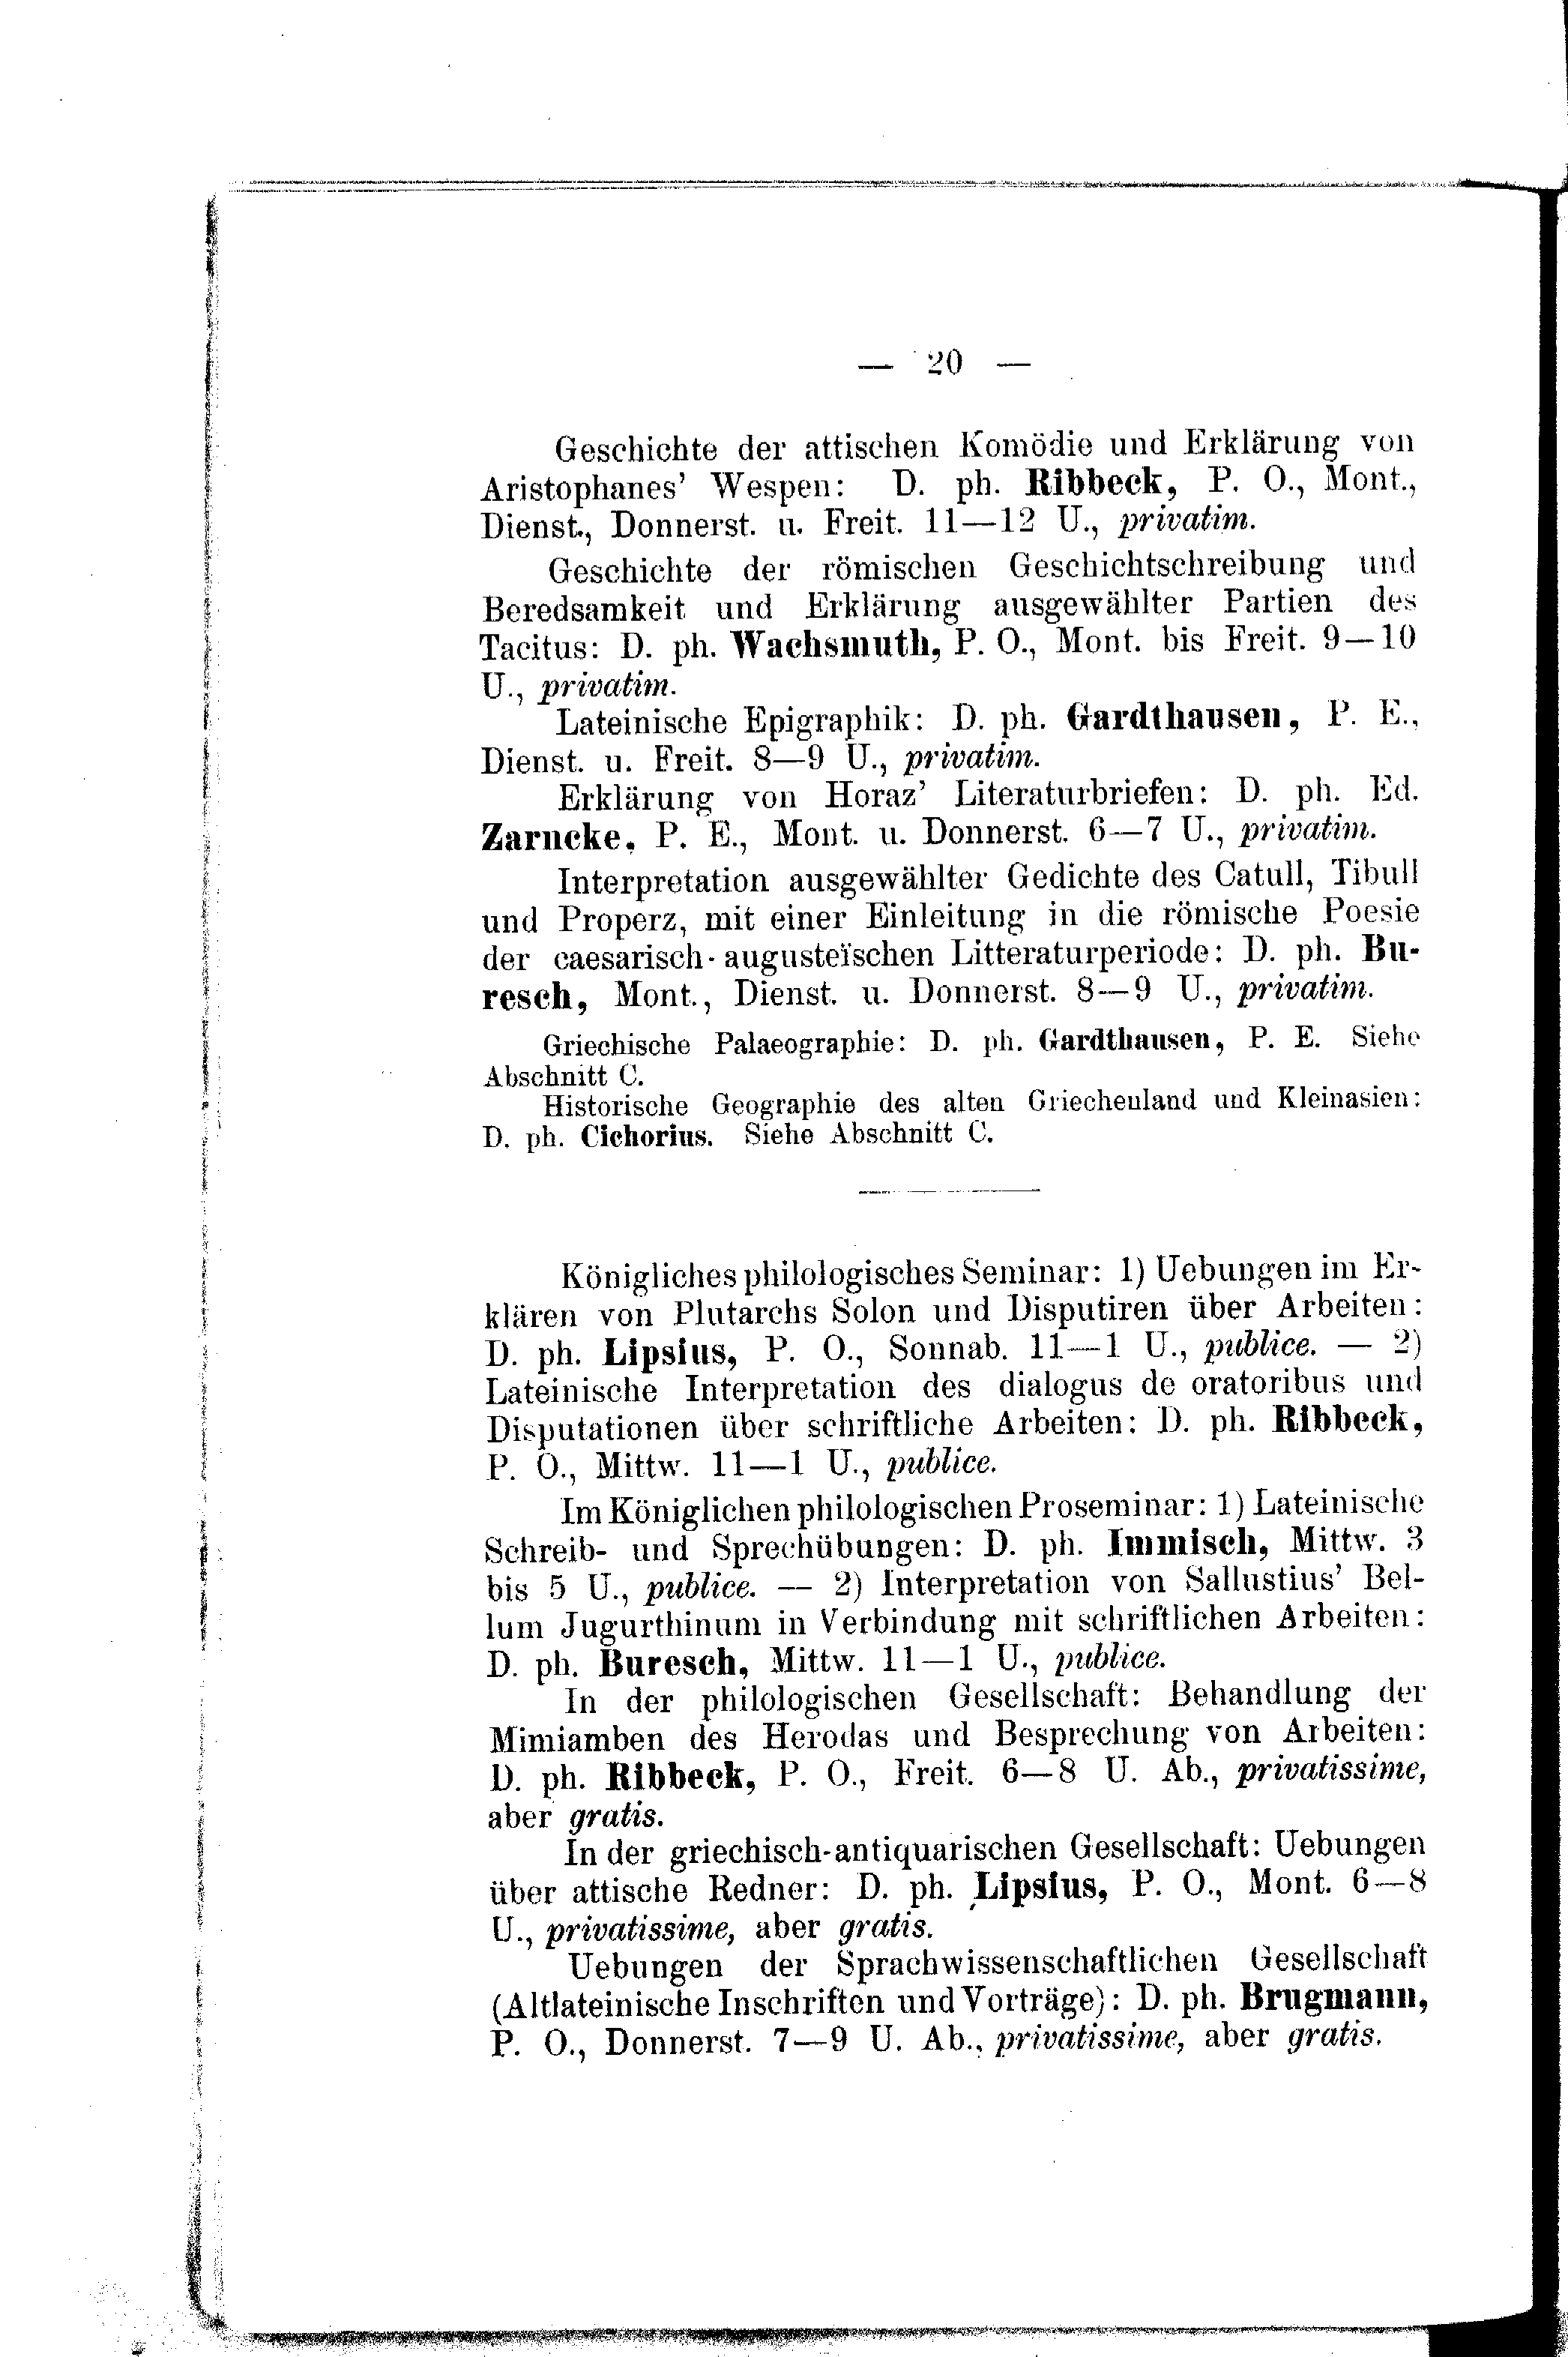 — 20 —
Geschichte der attischen Komödie und Erklärung von
Aristophanes' Wespen: D. ph. Ribbeck, P. O., Mont.,
Dienst., Donnerst. u. Freit. 11—12 U., privatim.
Geschichte der römischen Geschichtschreibung und
Beredsamkeit und Erklärung ausgewählter Partien des
Tacitus: D. ph. Wachsmuth, P. O., Mont. bis Freit. 9—10
U., privatim.
Lateinische Epigraphik: D. ph. Gardthausen, P. E.,
Dienst. u. Freit. 8—9 U., privatim.
Erklärung von Horaz' Literaturbriefen: D. ph. Ed.
Zarncke, P. E., Mont. u. Donnerst. 6—7 U., privatim.
Interpretation ausgewählter Gedichte des Catull, Tibull
und Properz, mit einer Einleitung in die römische Poesie
der caesarisch-augusteïschen Litteraturperiode: D. ph. Bu-
resch, Mont., Dienst. u. Donnerst. 8—9 U., privatim.
Griechische Palaeographie: D. ph. Gardthausen, P. E. Siehe
Abschnitt C.
Historische Geographie des alten Griechenland und Kleinasien:
D. ph. Cichorius. Siehe Abschnitt C.
Königliches philologisches Seminar: 1) Uebungen im Er-
klären von Plutarchs Solon und Disputiren über Arbeiten:
D. ph. Lipsius, P. O., Sonnab. 11—1 U., publice. — 2)
Lateinische Interpretation des dialogus de oratoribus und
Disputationen über schriftliche Arbeiten: D. ph. Ribbeck,
P. O., Mittw. 11—1 U., publice.
Im Königlichen philologischen Proseminar: 1) Lateinische
Schreib- und Sprechübungen: D. ph. Immisch, Mittw. 3
bis 5 U., publice. — 2) Interpretation von Sallustius' Bel-
lum Jugurthinum in Verbindung mit schriftlichen Arbeiten:
D. ph. Buresch, Mittw. 11—1 U., publice.
In der philologischen Gesellschaft: Behandlung der
Mimiamben des Herodas und Besprechung von Arbeiten:
D. ph. Ribbeck, P. O., Freit. 6—8 U. Ab., privatissime,
aber gratis.
In der griechisch-antiquarischen Gesellschaft: Uebungen
über attische Redner: D. ph. Lipsius, P. O., Mont. 6—8
U., privatissime, aber gratis.
Uebungen der Sprachwissenschaftlichen Gesellschaft
(Altlateinische Inschriften und Vorträge): D. ph. Brugmann,
P. O., Donnerst. 7—9 U. Ab., privatissime, aber gratis.